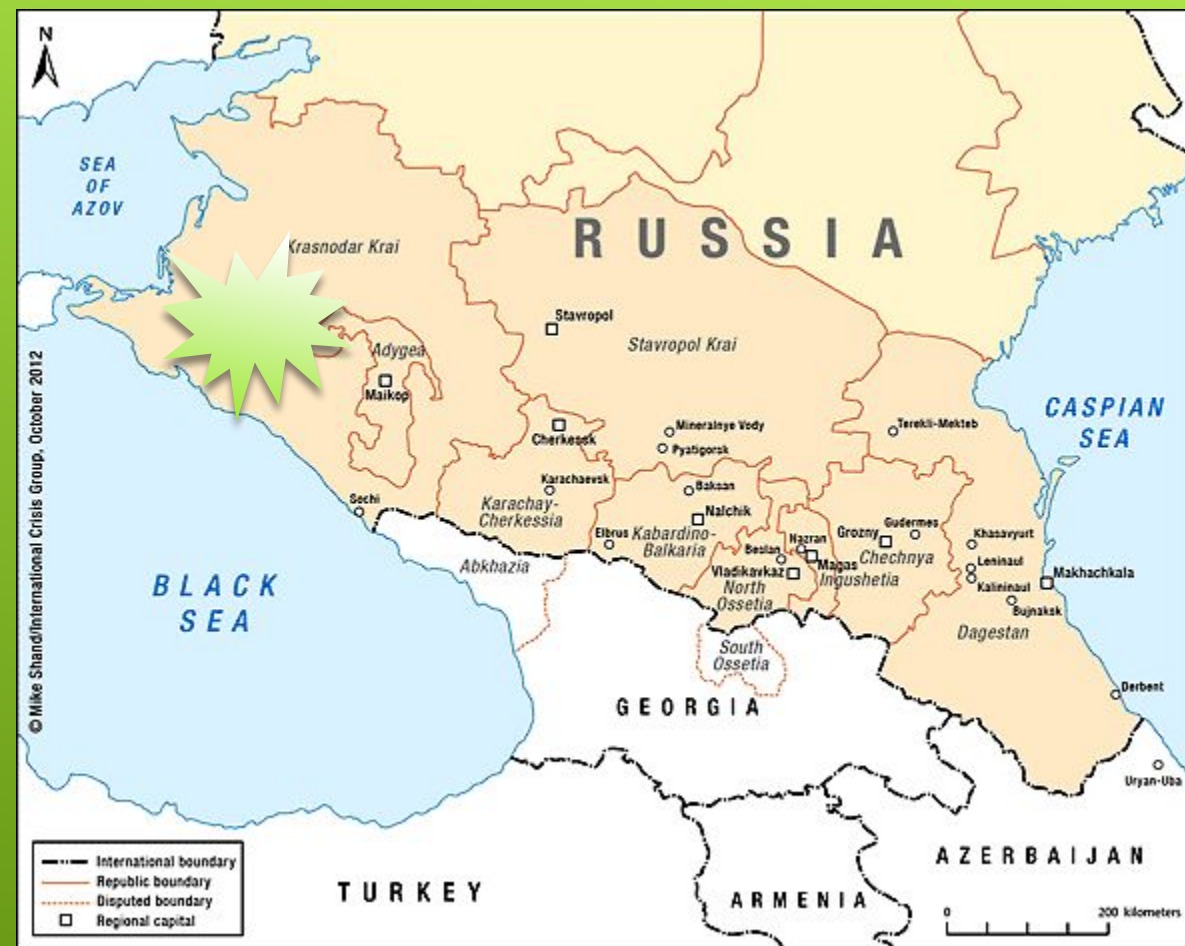 N
SEA
OF
AZOV
Krasnodar Krai
RUSSIA
Stavropol
Stavropol Krai
Adygea
Maikop
CASPIAN
SEA
Cherkessk
Mineralnye Vody
Pyatigorsk
Terekli-Mekteb
Karachaevsk
Karachay-
Cherkessia
Baksan
Nalchik
Sochi
Elbrus
Kabardino-
Balkaria
Beslan
Nazran
Magas
Ingushetia
Grozny
Gudermes
Chechnya
Khasavyurt
Leninaul
Kalininaul
Makhachkala
Bujnaksk
Dagestan
Vladikavkaz
North
Ossetia
Abkhazia
BLACK
SEA
South
Ossetia
GEORGIA
Derbent
Uryan-Uba
© Mike Shand/International Crisis Group, October 2012
International boundary
Republic boundary
Disputed boundary
Regional capital
TURKEY
ARMENIA
AZERBAIJAN
0 200 kilometers